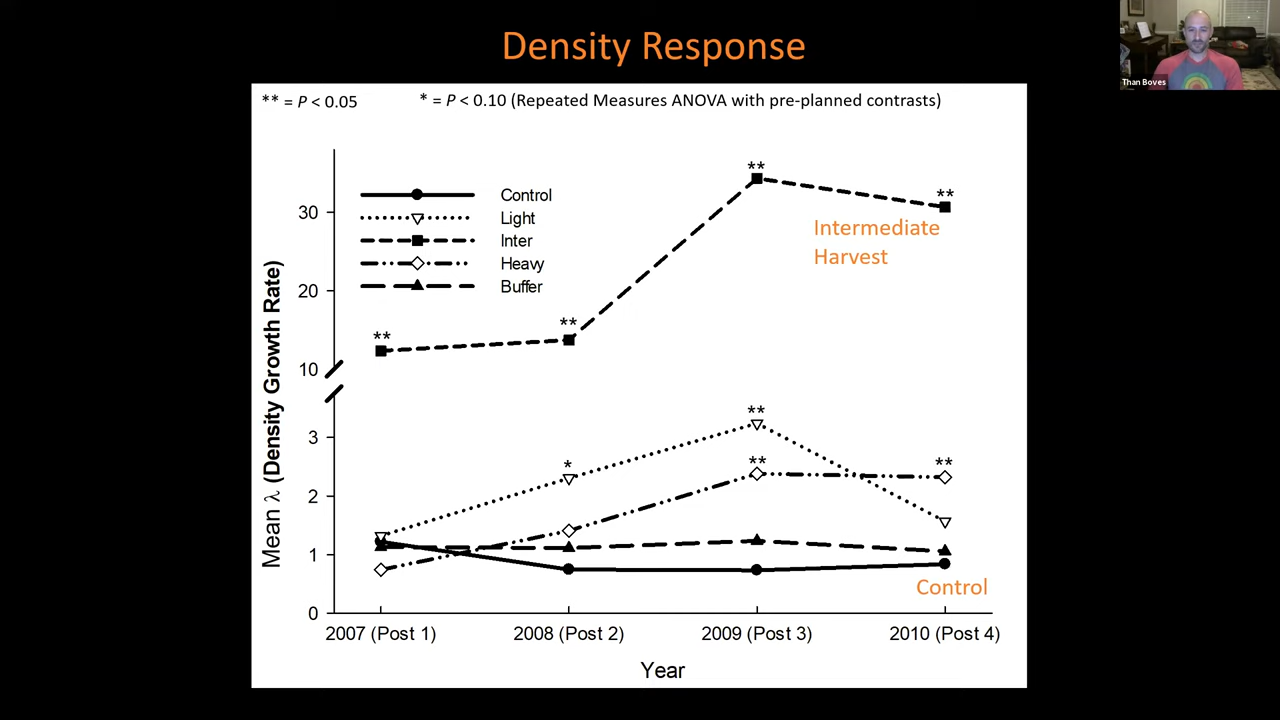 Density Response
Than Boves
** = P < 0.05
* = P < 0.10 (Repeated Measures ANOVA with pre-planned contrasts)
Control
Light
Inter
Heavy
Buffer
**
**
**
**
Intermediate
Harvest
30
20
10
Mean λ (Density Growth Rate)
**
*
**
**
3
2
1
0
Control
2007 (Post 1)
2008 (Post 2)
2009 (Post 3)
2010 (Post 4)
Year